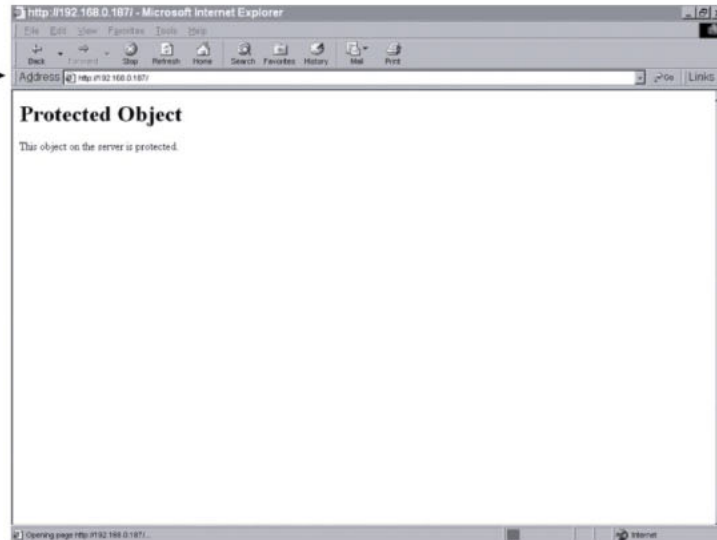 http://192.168.0.187/ - Microsoft Internet Explorer
File Edit View Favorites Tools Help
Back Forward Stop Refresh Home Search Favorites History Mail Print
Address http://192.168.0.187/ Go Links
Protected Object
This object on the server is protected.
Opening page http://192.168.0.187/... Internet